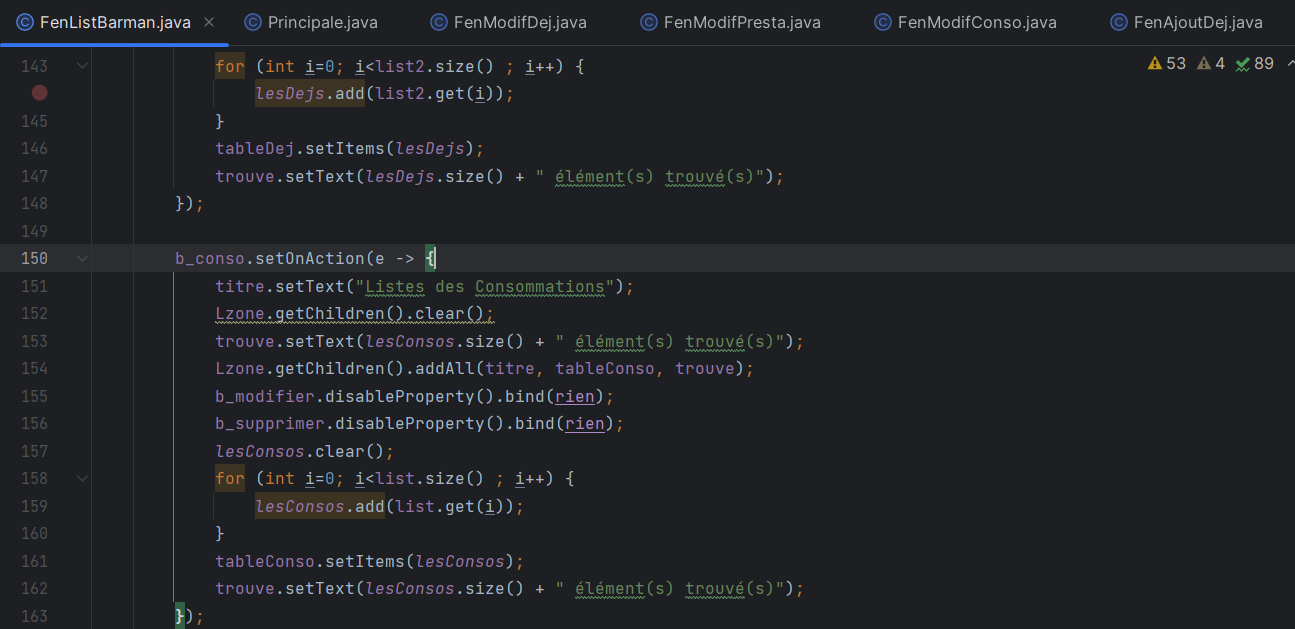 FenListBarman.java × Principale.java FenModifDej.java FenModifPresta.java FenModifConso.java FenAjoutDej.java
143 for (int i=0; i<list2.size() ; i++) { 53 4 89
lesDejs.add(list2.get(i));
145 }
146 tableDej.setItems(lesDejs);
147 trouve.setText(lesDejs.size() + " élément(s) trouvé(s)");
148 });
149
150 b_conso.setOnAction(e -> {
151 titre.setText("Listes des Consommations");
152 Lzone.getChildren().clear();
153 trouve.setText(lesConsos.size() + " élément(s) trouvé(s)");
154 Lzone.getChildren().addAll(titre, tableConso, trouve);
155 b_modifier.disableProperty().bind(rien);
156 b_supprimer.disableProperty().bind(rien);
157 lesConsos.clear();
158 for (int i=0; i<list.size() ; i++) {
159 lesConsos.add(list.get(i));
160 }
161 tableConso.setItems(lesConsos);
162 trouve.setText(lesConsos.size() + " élément(s) trouvé(s)");
163 });